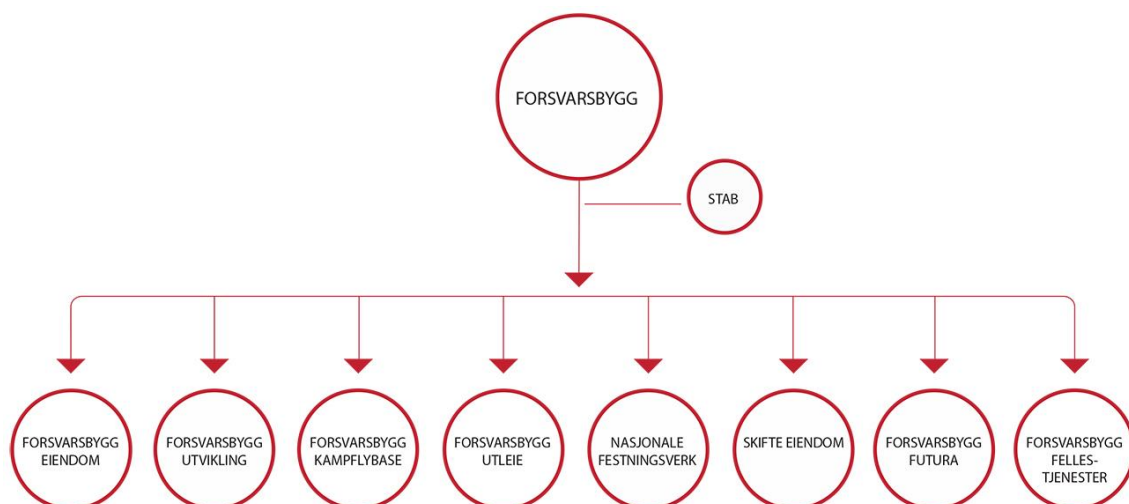 FORSVARSBYGG
STAB
FORSVARSBYGG
EIENDOM
FORSVARSBYGG
UTVIKLING
FORSVARSBYGG
KAMPFLYBASE
FORSVARSBYGG
UTLEIE
NASJONALE
FESTNINGSVERK
SKIFTE EIENDOM
FORSVARSBYGG
FUTURA
FORSVARSBYGG
FELLES-
TJENESTER